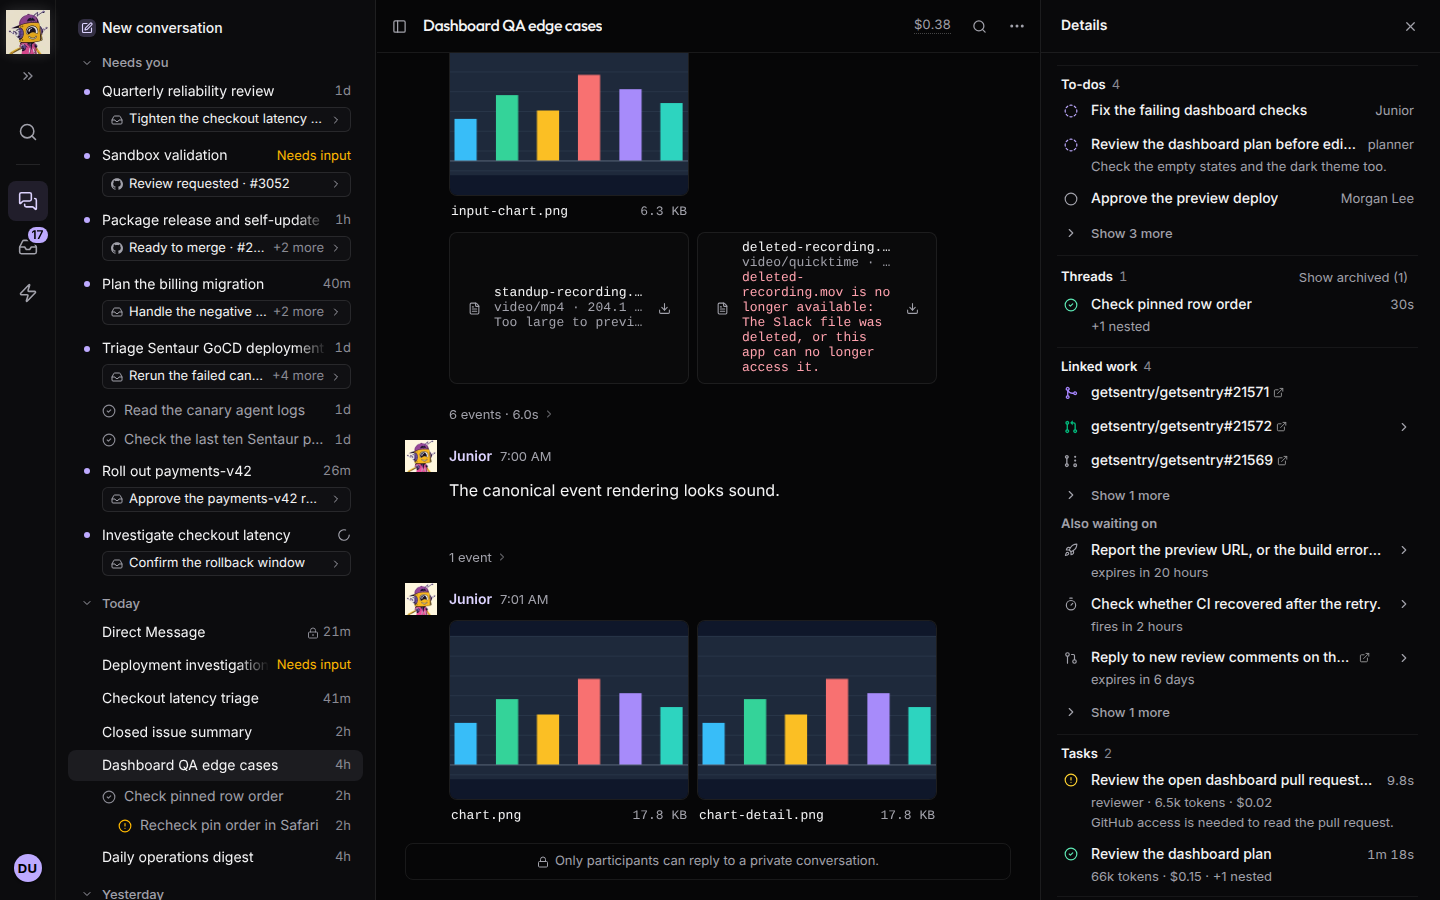 New conversation
Needs you
Quarterly reliability review 1d
Tighten the checkout latency ...
Sandbox validation Needs input
Review requested · #3052
Package release and self-update 1h
Ready to merge · #2... +2 more
Plan the billing migration 40m
Handle the negative ... +2 more
Triage Sentaur GoCD deployment 1d
Rerun the failed can... +4 more
Read the canary agent logs 1d
Check the last ten Sentaur p... 1d
Roll out payments-v42 26m
Approve the payments-v42 r...
Investigate checkout latency
Confirm the rollback window
Today
Direct Message 21m
Deployment investigation Needs input
Checkout latency triage 41m
Closed issue summary 2h
Dashboard QA edge cases 4h
Check pinned row order 2h
Recheck pin order in Safari 2h
Daily operations digest 4h
Yesterday
17
DU
Dashboard QA edge cases $0.38
input-chart.png 6.3 KB
standup-recording.…
video/mp4 · 204.1 …
Too large to previ…
deleted-recording.…
video/quicktime · …
deleted-
recording.mov is no
longer available:
The Slack file was
deleted, or this
app can no longer
access it.
6 events · 6.0s
Junior 7:00 AM
The canonical event rendering looks sound.
1 event
Junior 7:01 AM
chart.png 17.8 KB
chart-detail.png 17.8 KB
Only participants can reply to a private conversation.
Details
To-dos 4
Fix the failing dashboard checks Junior
Review the dashboard plan before edi... planner
Check the empty states and the dark theme too.
Approve the preview deploy Morgan Lee
Show 3 more
Threads 1 Show archived (1)
Check pinned row order 30s
+1 nested
Linked work 4
getsentry/getsentry#21571
getsentry/getsentry#21572
getsentry/getsentry#21569
Show 1 more
Also waiting on
Report the preview URL, or the build error...
expires in 20 hours
Check whether CI recovered after the retry.
fires in 2 hours
Reply to new review comments on th...
expires in 6 days
Show 1 more
Tasks 2
Review the open dashboard pull request... 9.8s
reviewer · 6.5k tokens · $0.02
GitHub access is needed to read the pull request.
Review the dashboard plan 1m 18s
66k tokens · $0.15 · +1 nested